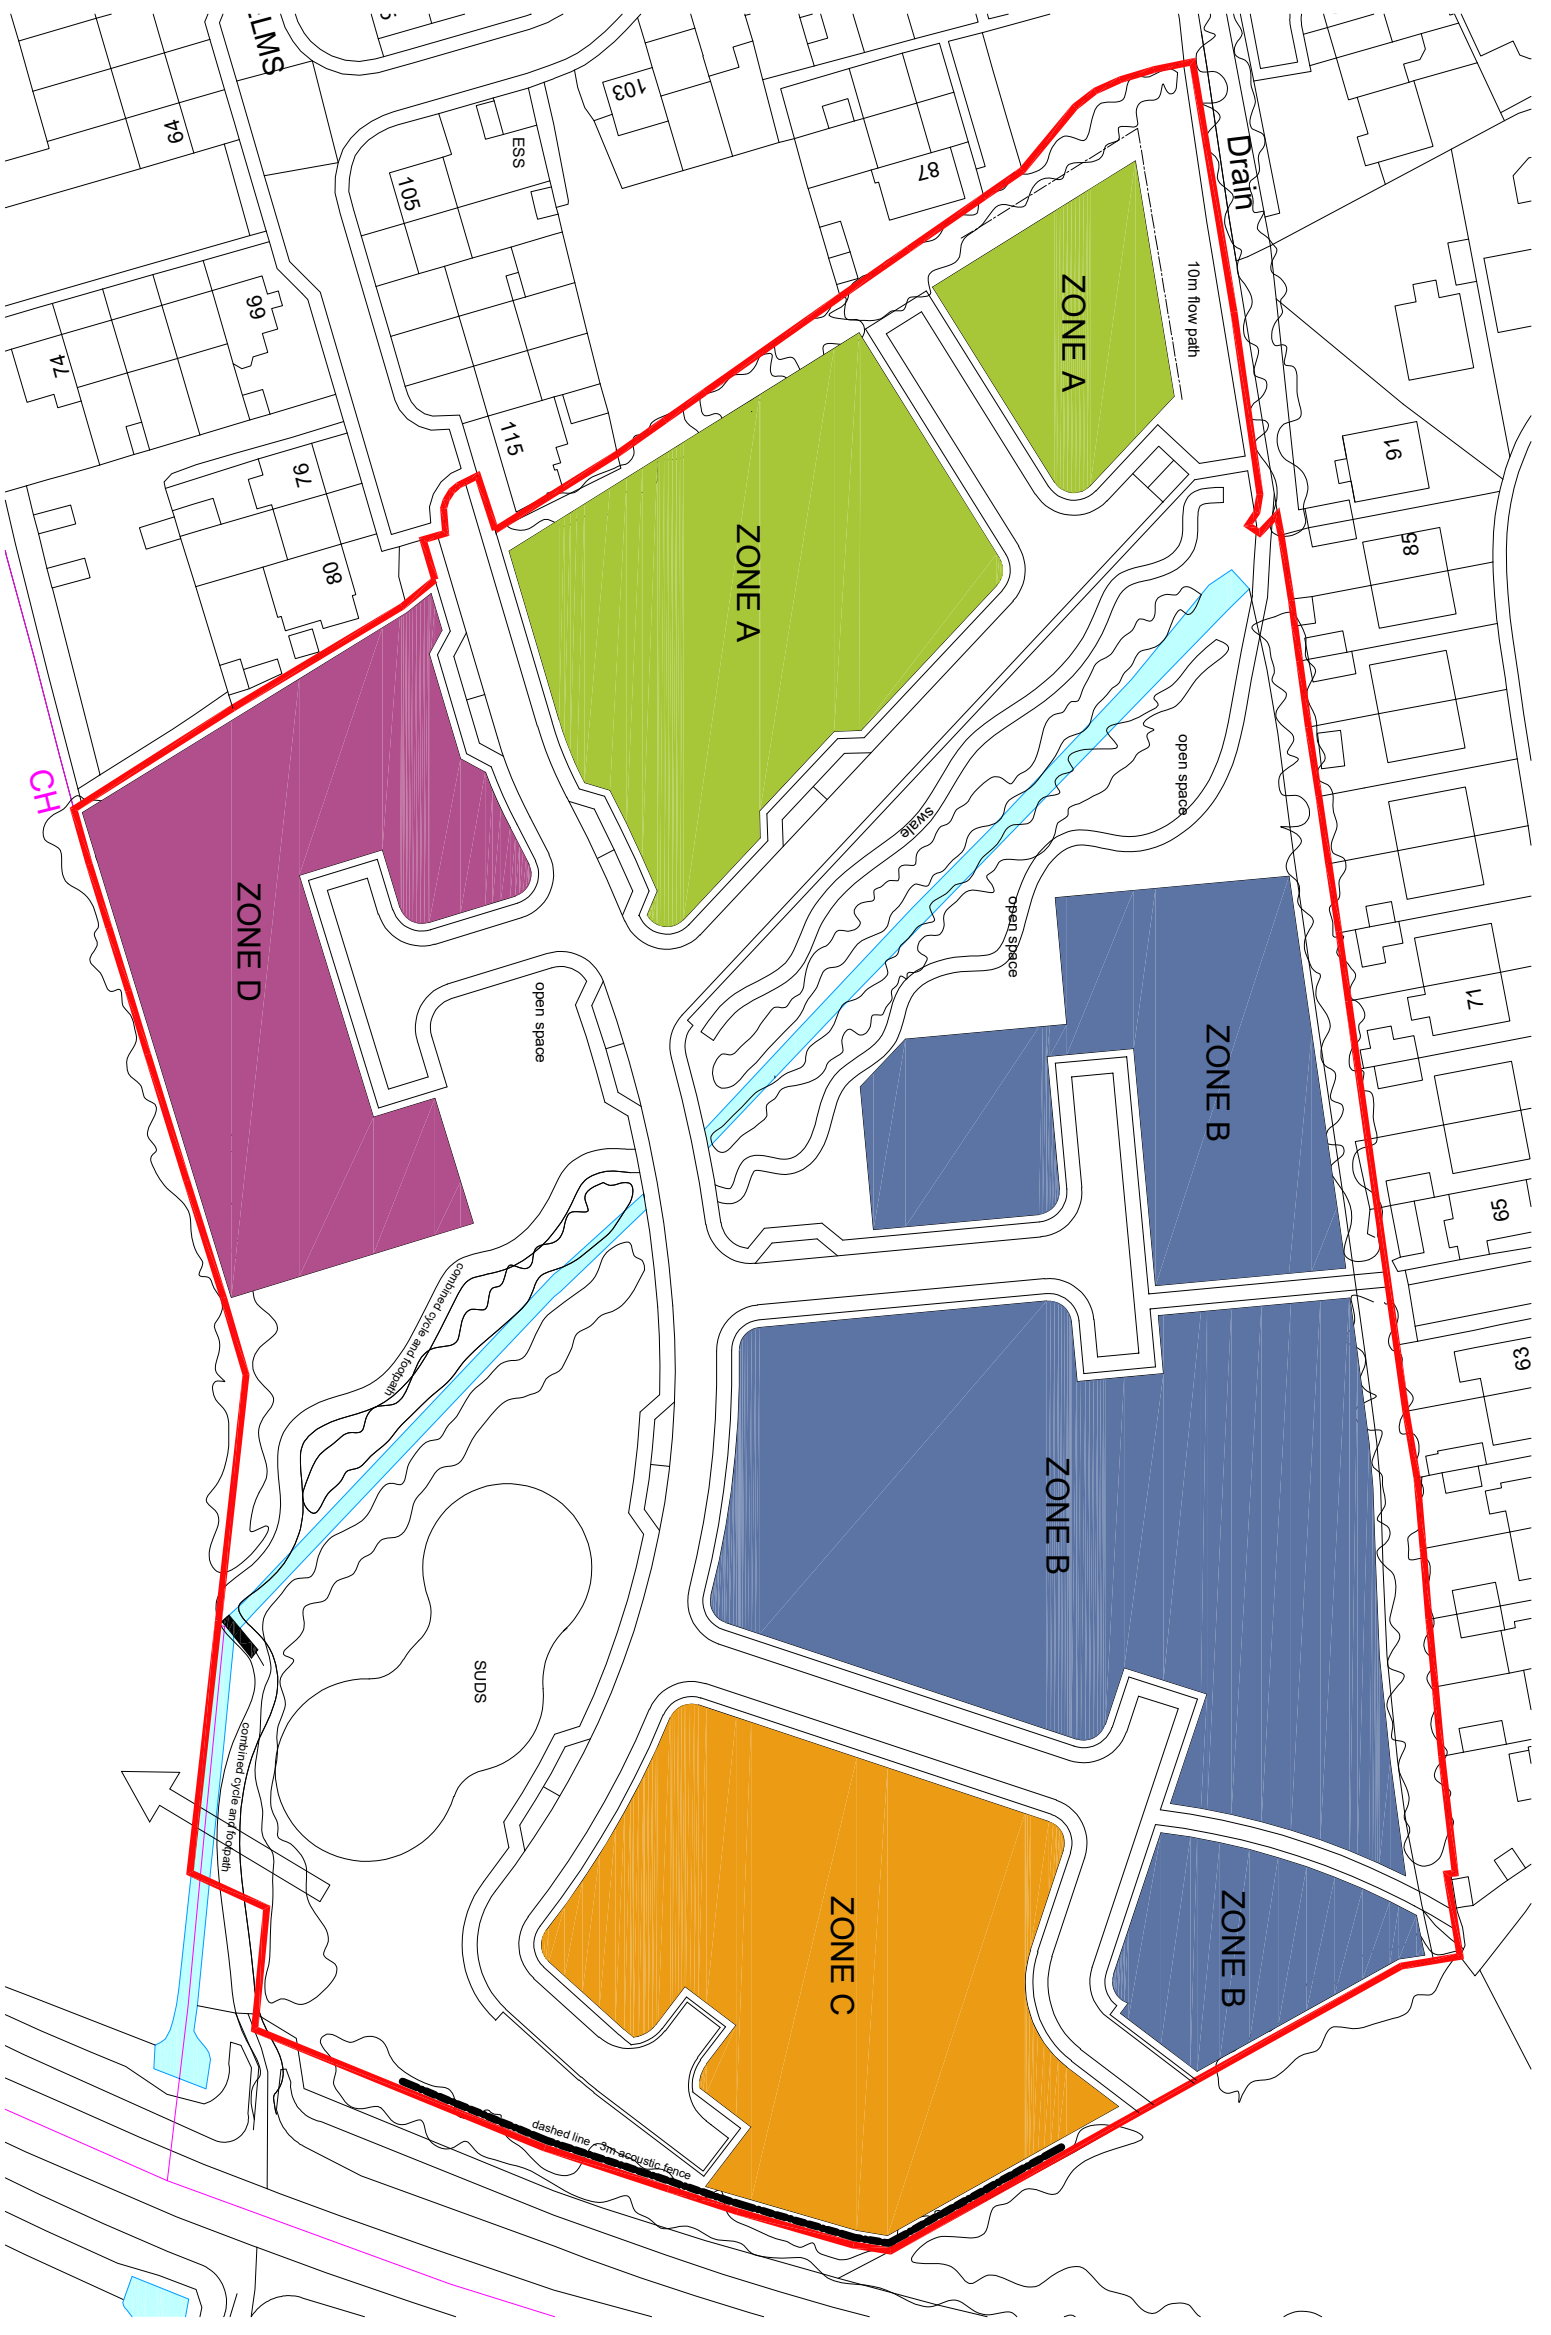 LMS
64
103
ESS
105
87
Drain
66
74
ZONE A
10m flow path
91
115
76
80
85
ZONE A
CH
open space
swale
ZONE D
open space
open space
71
ZONE B
65
combined cycle and footpath
63
ZONE B
SUDS
combined cycle and footpath
ZONE C
ZONE B
dashed line - 3m acoustic fence